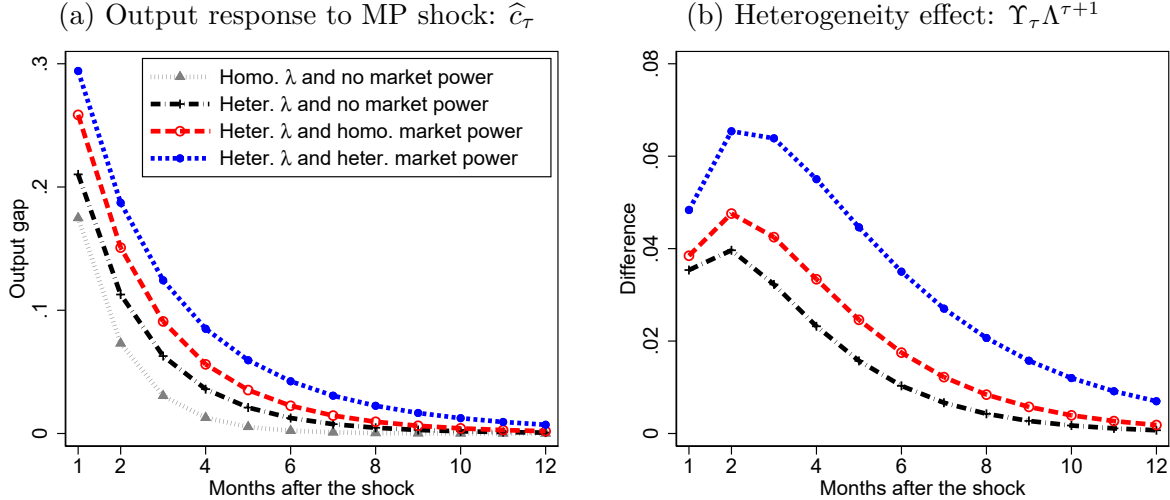 (a) Output response to MP shock: ĉτ
Output gap
.3
.2
.1
0
Homo. λ and no market power
Heter. λ and no market power
Heter. λ and homo. market power
Heter. λ and heter. market power
1 2 4 6 8 10 12
Months after the shock
(b) Heterogeneity effect: ΥτΛτ+1
Difference
.08
.06
.04
.02
0
1 2 4 6 8 10 12
Months after the shock